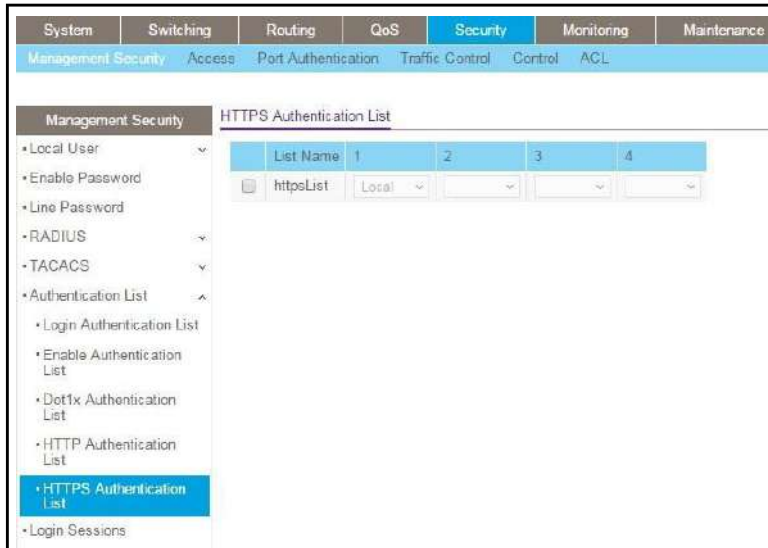 System Switching Routing QoS Security Monitoring Maintenance
Management Security Access Port Authentication Traffic Control Control ACL
Management Security
HTTPS Authentication List
Local User
Enable Password
Line Password
RADIUS
TACACS
Authentication List
Login Authentication List
Enable Authentication
List
Dot1x Authentication
List
HTTP Authentication
List
HTTPS Authentication
List
Login Sessions
List Name 1 2 3 4
httpsList Local